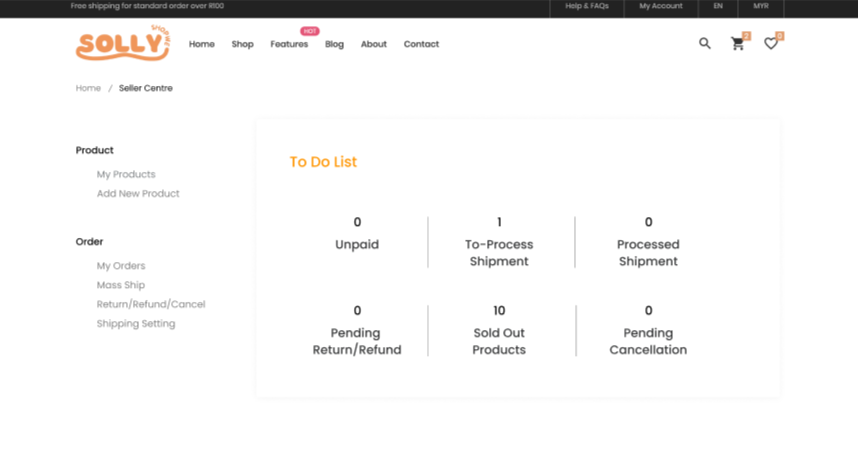 Free shipping for standard order over R100
Help & FAQs
My Account
EN
MYR
SOLLY
Home
Shop
Features
HOT
Blog
About
Contact
2
0
Home / Seller Centre
Product
My Products
Add New Product
Order
My Orders
Mass Ship
Return/Refund/Cancel
Shipping Setting
To Do List
0
Unpaid
1
To-Process
Shipment
0
Processed
Shipment
0
Pending
Return/Refund
10
Sold Out
Products
0
Pending
Cancellation